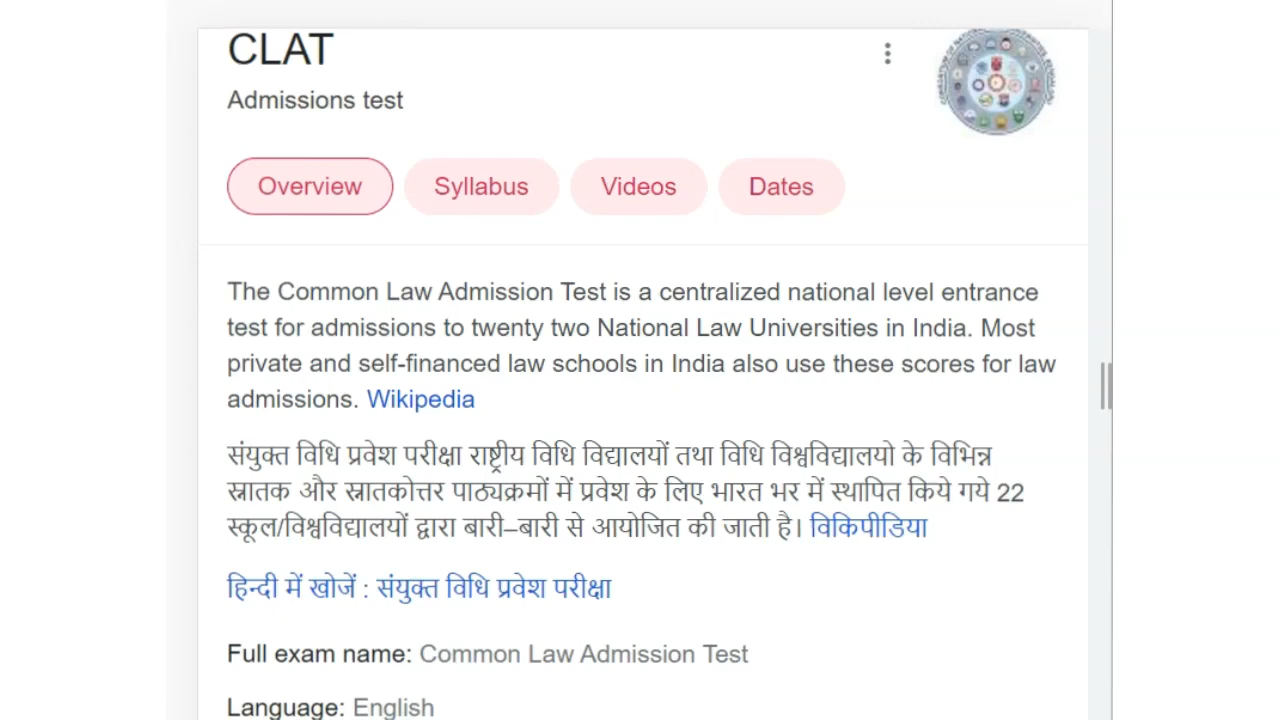 CLAT
Admissions test
Overview Syllabus Videos Dates
The Common Law Admission Test is a centralized national level entrance
test for admissions to twenty two National Law Universities in India. Most
private and self-financed law schools in India also use these scores for law
admissions. Wikipedia
संयुक्त विधि प्रवेश परीक्षा राष्ट्रीय विधि विद्यालयों तथा विधि विश्वविद्यालयो के विभिन्न
स्नातक और स्नातकोत्तर पाठ्यक्रमों में प्रवेश के लिए भारत भर में स्थापित किये गये 22
स्कूल/विश्वविद्यालयों द्वारा बारी–बारी से आयोजित की जाती है। विकिपीडिया
हिन्दी में खोजें : संयुक्त विधि प्रवेश परीक्षा
Full exam name: Common Law Admission Test
Language: English